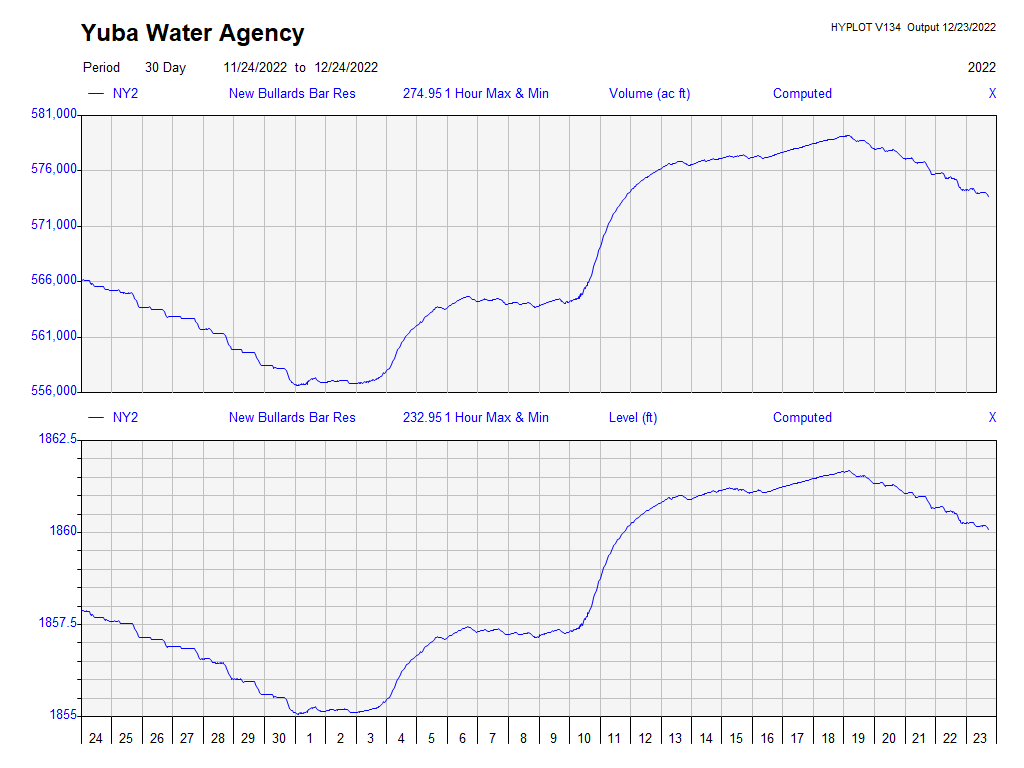 Yuba Water Agency
HYPLOT V134 Output 12/23/2022
Period 30 Day 11/24/2022 to 12/24/2022 2022
NY2 New Bullards Bar Res 274.95 1 Hour Max & Min Volume (ac ft) Computed X
581,000
576,000
571,000
566,000
561,000
556,000
NY2 New Bullards Bar Res 232.95 1 Hour Max & Min Level (ft) Computed X
1862.5
1860
1857.5
1855
24 25 26 27 28 29 30 1 2 3 4 5 6 7 8 9 10 11 12 13 14 15 16 17 18 19 20 21 22 23